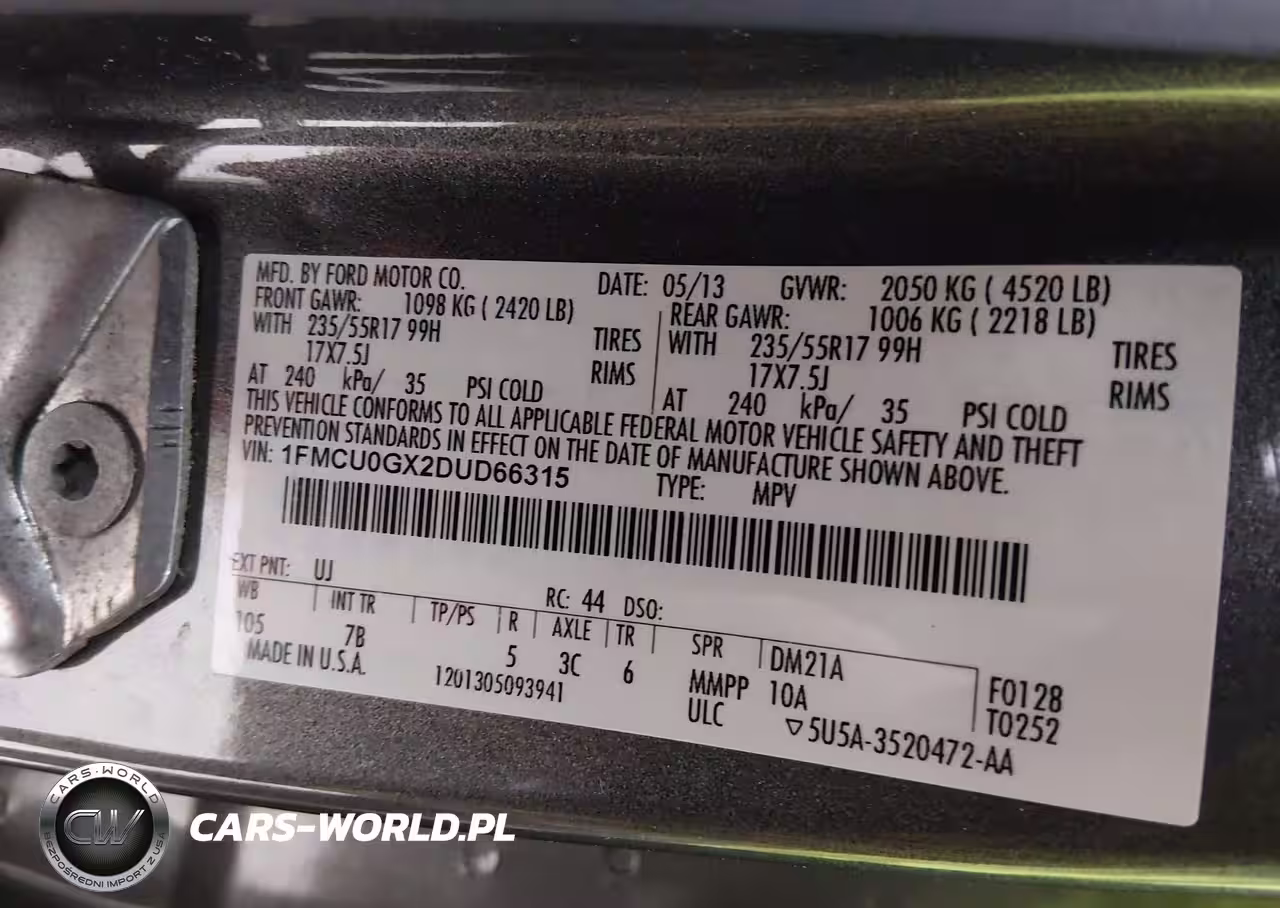 MFD. BY FORD MOTOR CO. DATE: 05/13 GVWR: 2050 KG ( 4520 LB)
FRONT GAWR: 1098 KG ( 2420 LB) REAR GAWR: 1006 KG ( 2218 LB)
WITH 235/55R17 99H TIRES WITH 235/55R17 99H TIRES
17X7.5J RIMS 17X7.5J RIMS
AT 240 kPa/ 35 PSI COLD AT 240 kPa/ 35 PSI COLD
THIS VEHICLE CONFORMS TO ALL APPLICABLE FEDERAL MOTOR VEHICLE SAFETY AND THEFT
PREVENTION STANDARDS IN EFFECT ON THE DATE OF MANUFACTURE SHOWN ABOVE.
VIN: 1FMCU0GX2DUD66315 TYPE: MPV
EXT PNT: UJ RC: 44 DSO:
WB INT TR TP/PS R AXLE TR SPR DM21A F0128
105 7B 5 3C 6 MMPP 10A T0252
MADE IN U.S.A. 1201305093941 ULC ▽5U5A-3520472-AA
CARS-WORLD
CW
BEZPOŚREDNI IMPORT Z USA
CARS-WORLD.PL